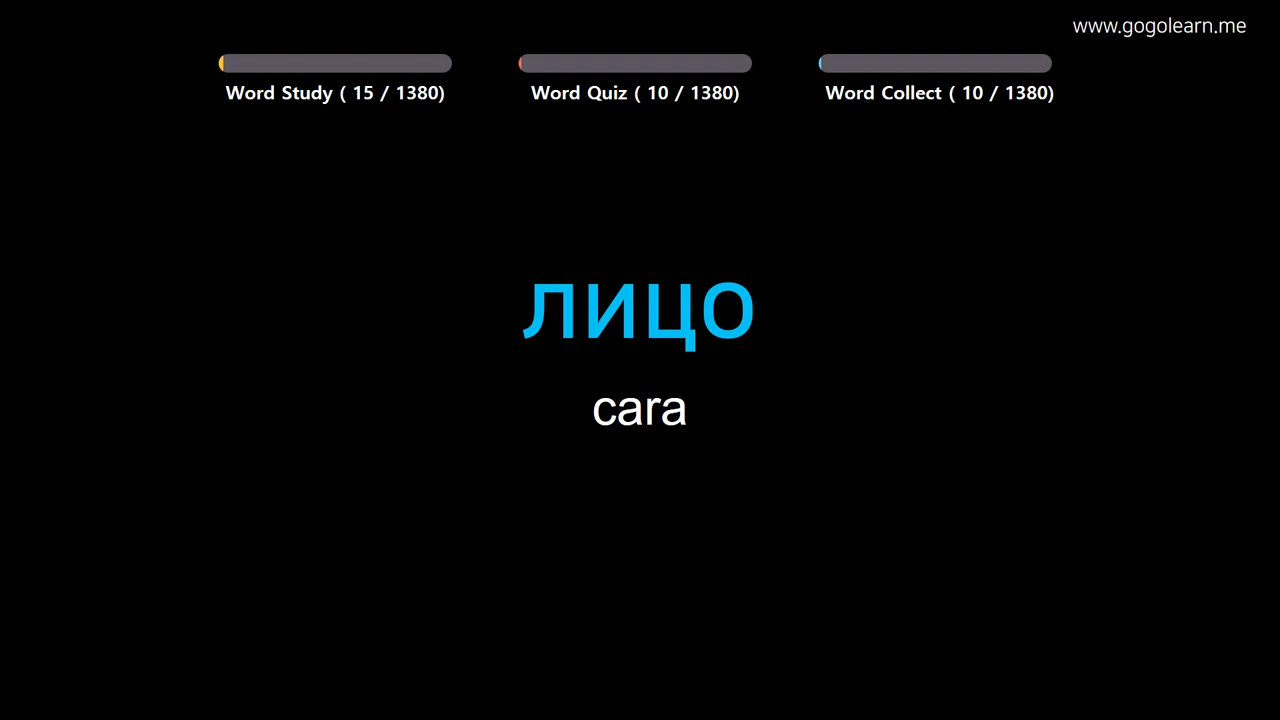 www.gogolearn.me
Word Study ( 15 / 1380)
Word Quiz ( 10 / 1380)
Word Collect ( 10 / 1380)
лицо
cara